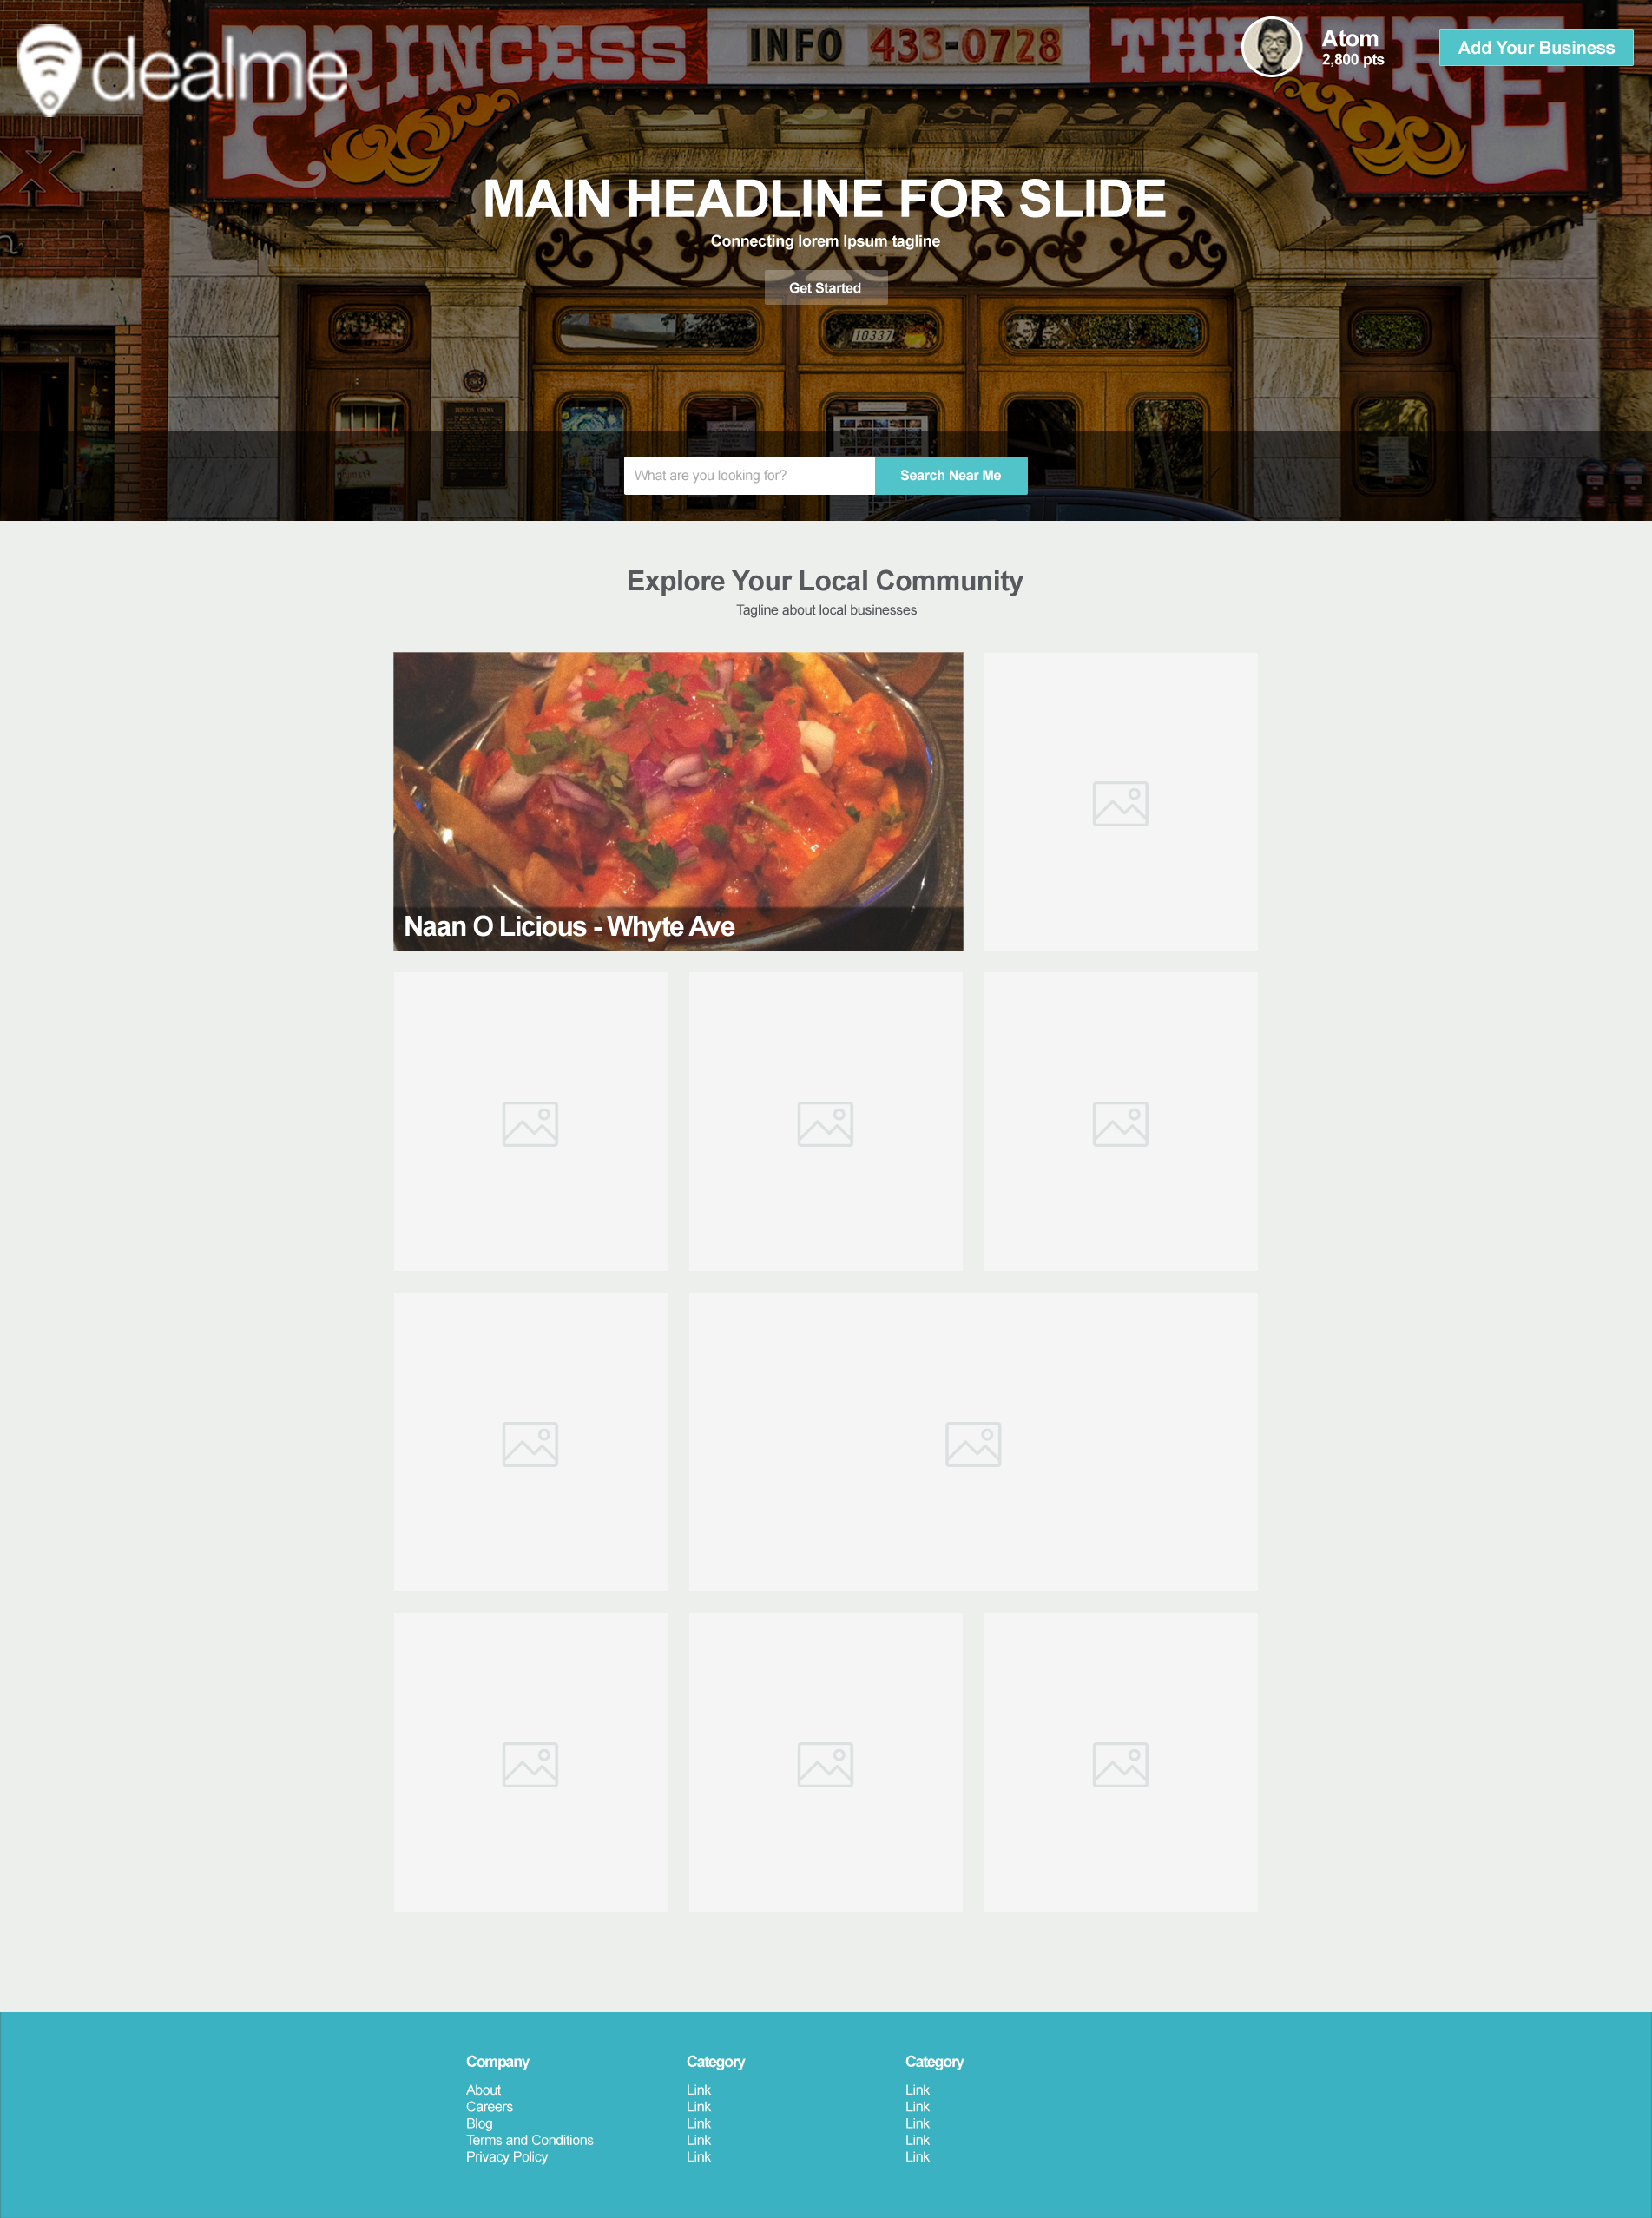 dealme
PRINCESS
INFO 433-0728
THEATRE
Atom
2,800 pts
Add Your Business
MAIN HEADLINE FOR SLIDE
Connecting lorem Ipsum tagline
Get Started
10337
PRINCESS CINEMA
What are you looking for?
Search Near Me
Explore Your Local Community
Tagline about local businesses
Naan O Licious - Whyte Ave
Company
About
Careers
Blog
Terms and Conditions
Privacy Policy
Category
Link
Link
Link
Link
Link
Category
Link
Link
Link
Link
Link